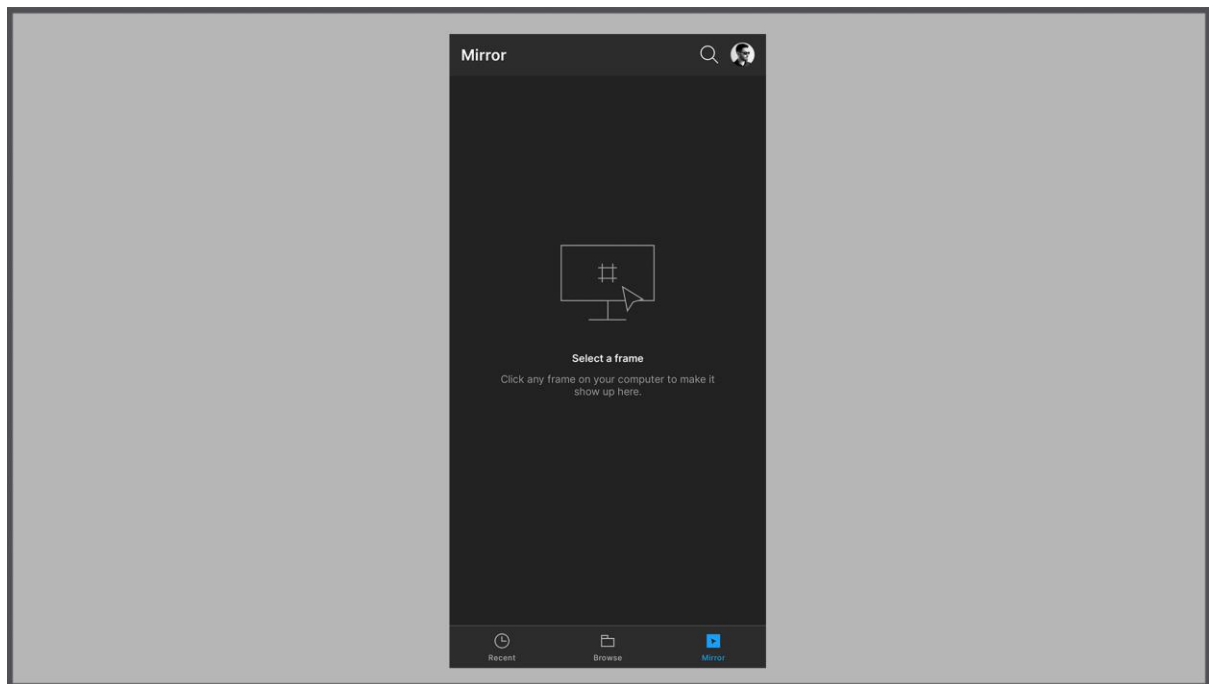 Mirror
Select a frame
Click any frame on your computer to make it
show up here.
Recent
Browse
Mirror